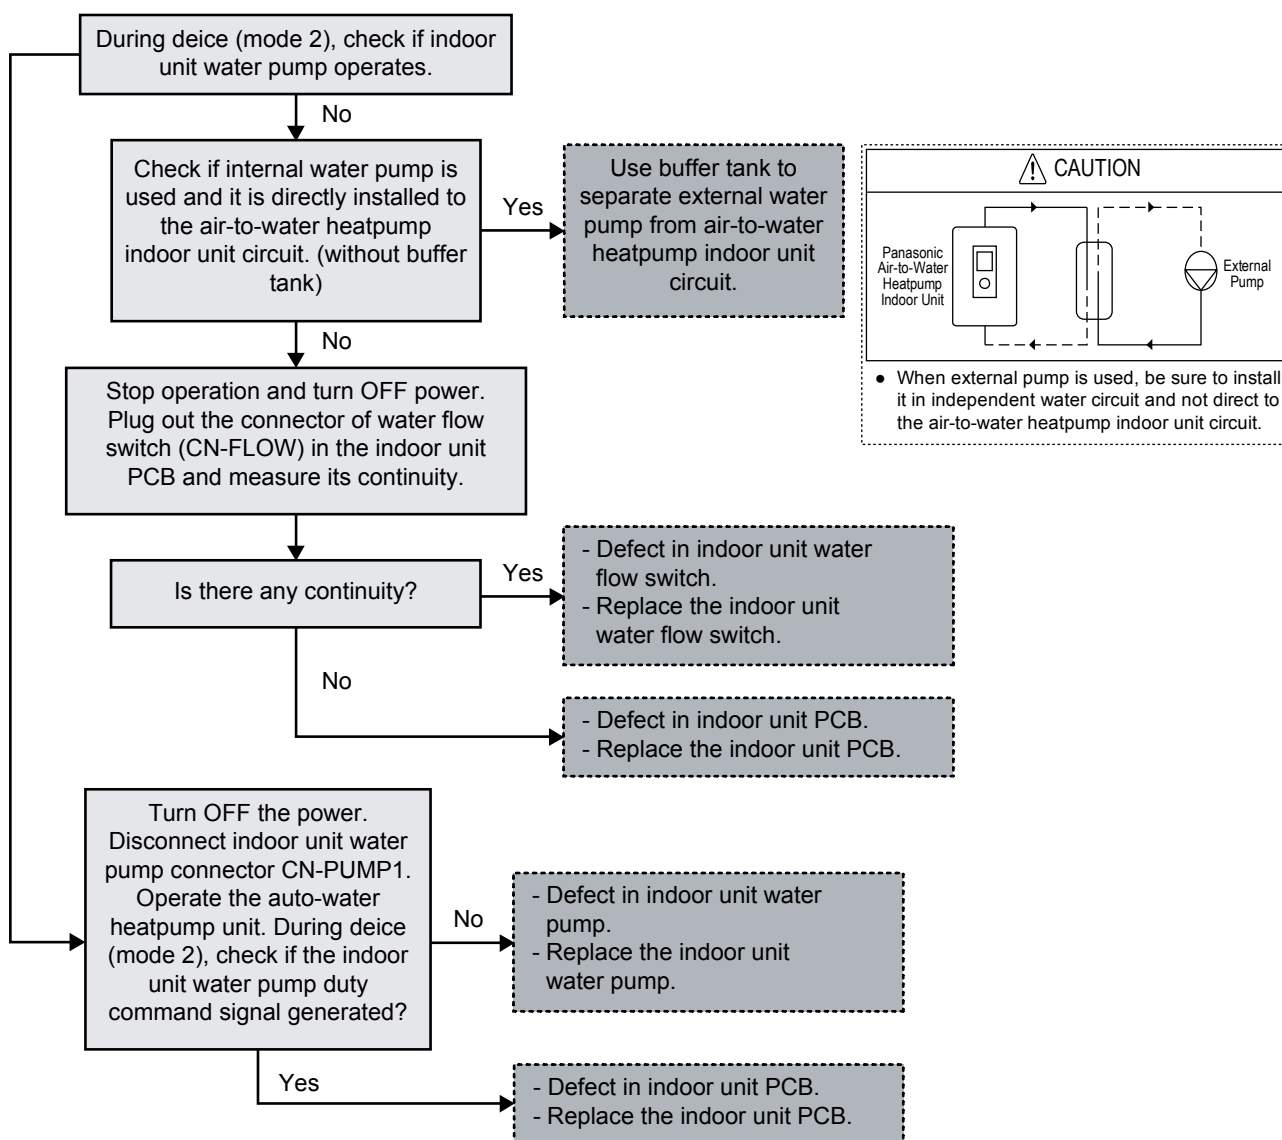 During deice (mode 2), check if indoor
unit water pump operates.
No
Check if internal water pump is
used and it is directly installed to
the air-to-water heatpump
indoor unit circuit. (without buffer
tank)
Yes
Use buffer tank to
separate external water
pump from air-to-water
heatpump indoor unit
circuit.
CAUTION
Panasonic
Air-to-Water
Heatpump
Indoor Unit
External
Pump
● When external pump is used, be sure to install
it in independent water circuit and not direct to
the air-to-water heatpump indoor unit circuit.
No
Stop operation and turn OFF power.
Plug out the connector of water flow
switch (CN-FLOW) in the indoor unit
PCB and measure its continuity.
Is there any continuity?
Yes
- Defect in indoor unit water
flow switch.
- Replace the indoor unit
water flow switch.
No
- Defect in indoor unit PCB.
- Replace the indoor unit PCB.
Turn OFF the power.
Disconnect indoor unit water
pump connector CN-PUMP1.
Operate the auto-water
heatpump unit. During deice
(mode 2), check if the indoor
unit water pump duty
command signal generated?
No
- Defect in indoor unit water
pump.
- Replace the indoor unit
water pump.
Yes
- Defect in indoor unit PCB.
- Replace the indoor unit PCB.